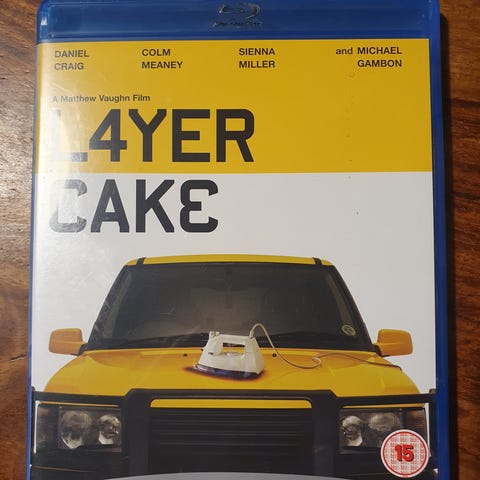 DANIEL COLM SIENNA and MICHAEL
CRAIG MEANEY MILLER GAMBON
A Matthew Vaughn Film
L4YER
CAKƐ
15